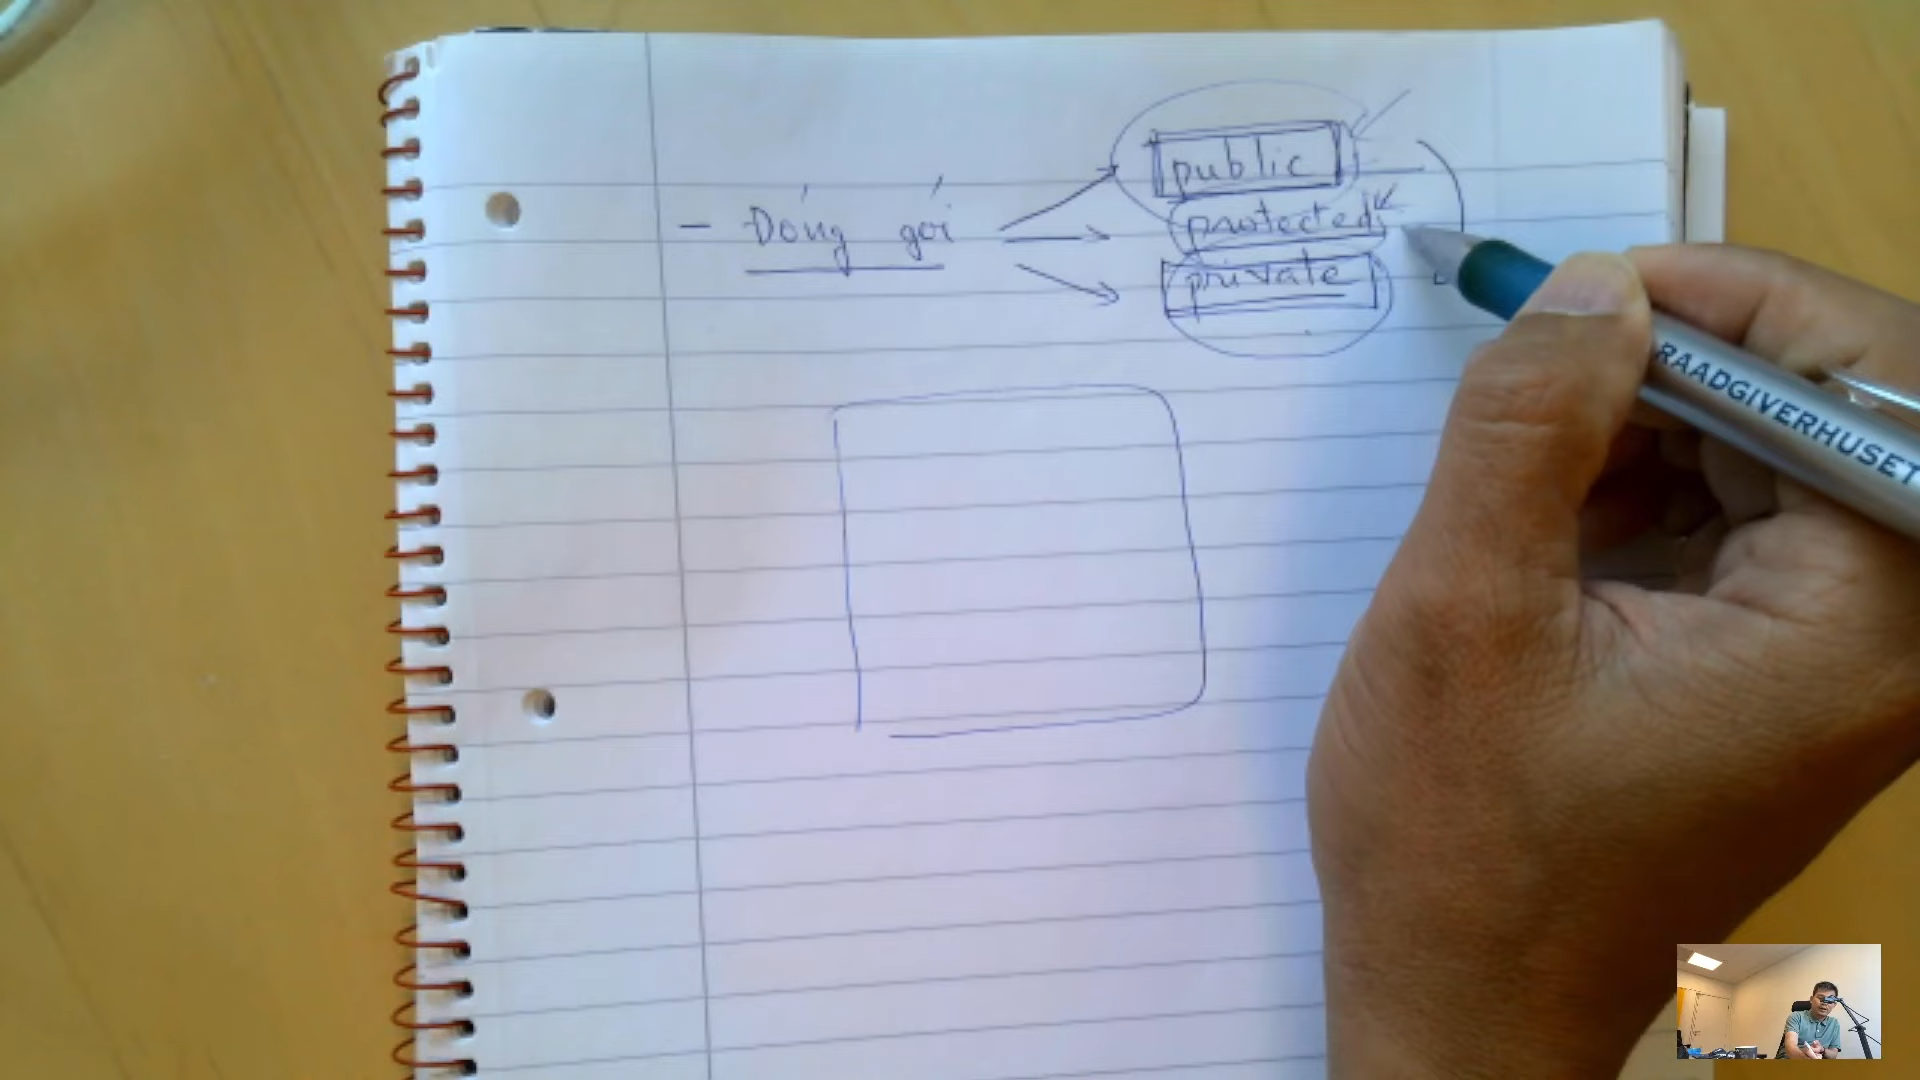 - Đóng gói
public
protected
private
RAADGIVERHUSET